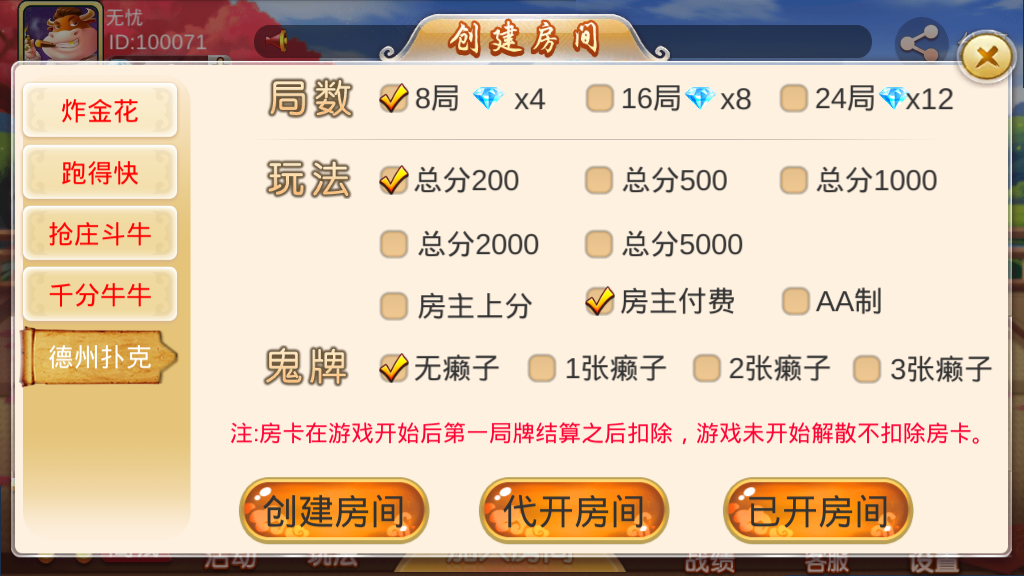 无忧
ID:100071
创建房间
炸金花
跑得快
抢庄斗牛
千分牛牛
德州扑克
局数 8局 x4 16局 x8 24局 x12
玩法 总分200 总分500 总分1000
总分2000 总分5000
房主上分 房主付费 AA制
鬼牌 无癞子 1张癞子 2张癞子 3张癞子
注:房卡在游戏开始后第一局牌结算之后扣除，游戏未开始解散不扣除房卡。
创建房间 代开房间 已开房间
活动 玩法 加入房间 战绩 客服 设置